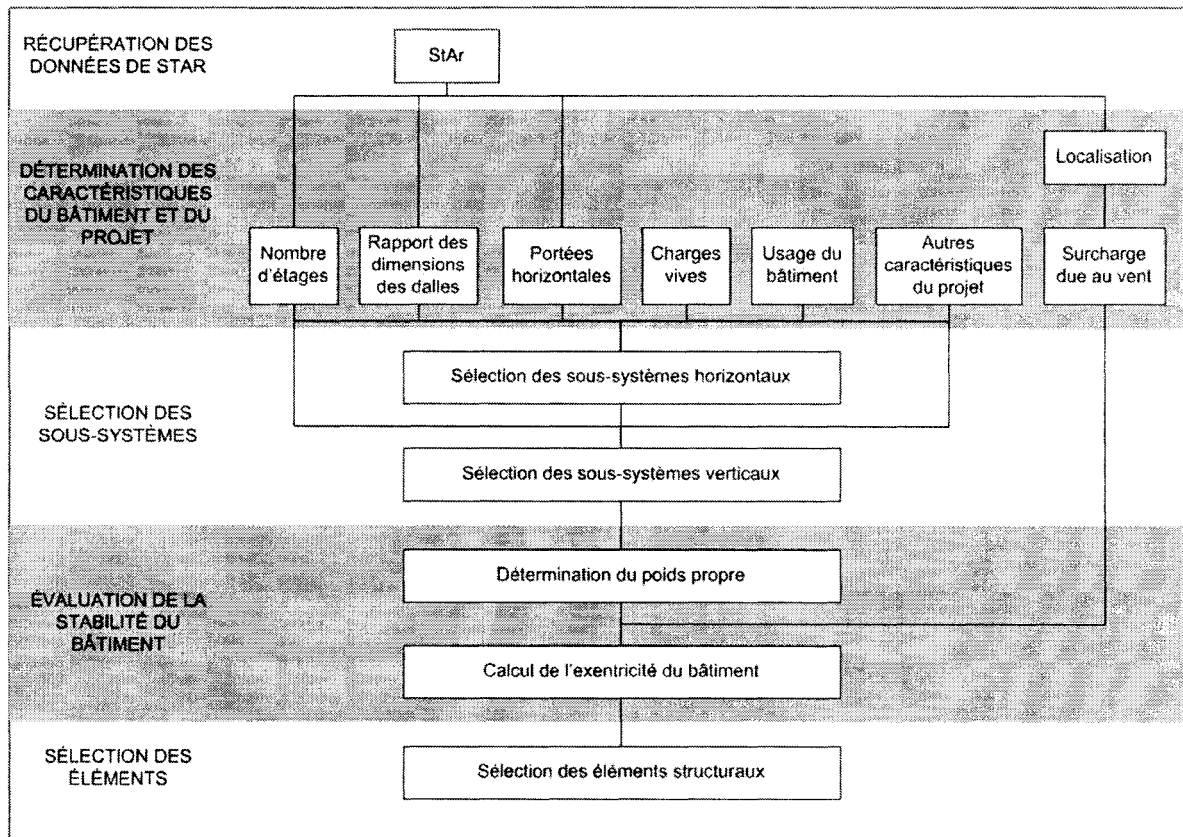 RÉCUPÉRATION DES
DONNÉES DE STAR
StAr
DÉTERMINATION DES
CARACTÉRISTIQUES
DU BÂTIMENT ET DU
PROJET
Localisation
Nombre
d'étages
Rapport des
dimensions
des dalles
Portées
horizontales
Charges
vives
Usage du
bâtiment
Autres
caractéristiques
du projet
Surcharge
due au vent
SÉLECTION DES
SOUS-SYSTÈMES
Sélection des sous-systèmes horizontaux
Sélection des sous-systèmes verticaux
ÉVALUATION DE LA
STABILITÉ DU
BÂTIMENT
Détermination du poids propre
Calcul de l'exentricité du bâtiment
SÉLECTION DES
ÉLÉMENTS
Sélection des éléments structuraux